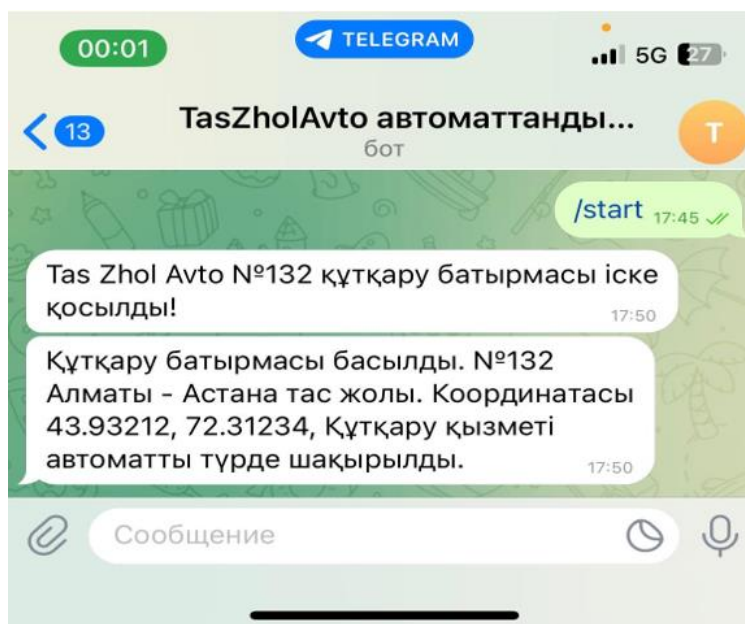 00:01
TELEGRAM
5G 27
13
TasZholAvto автоматтанды...
бот
T
/start 17:45
Tas Zhol Avto №132 құтқару батырмасы іске
қосылды!
17:50
Құтқару батырмасы басылды. №132
Алматы - Астана тас жолы. Координатасы
43.93212, 72.31234, Құтқару қызметі
автоматты түрде шақырылды.
17:50
Сообщение